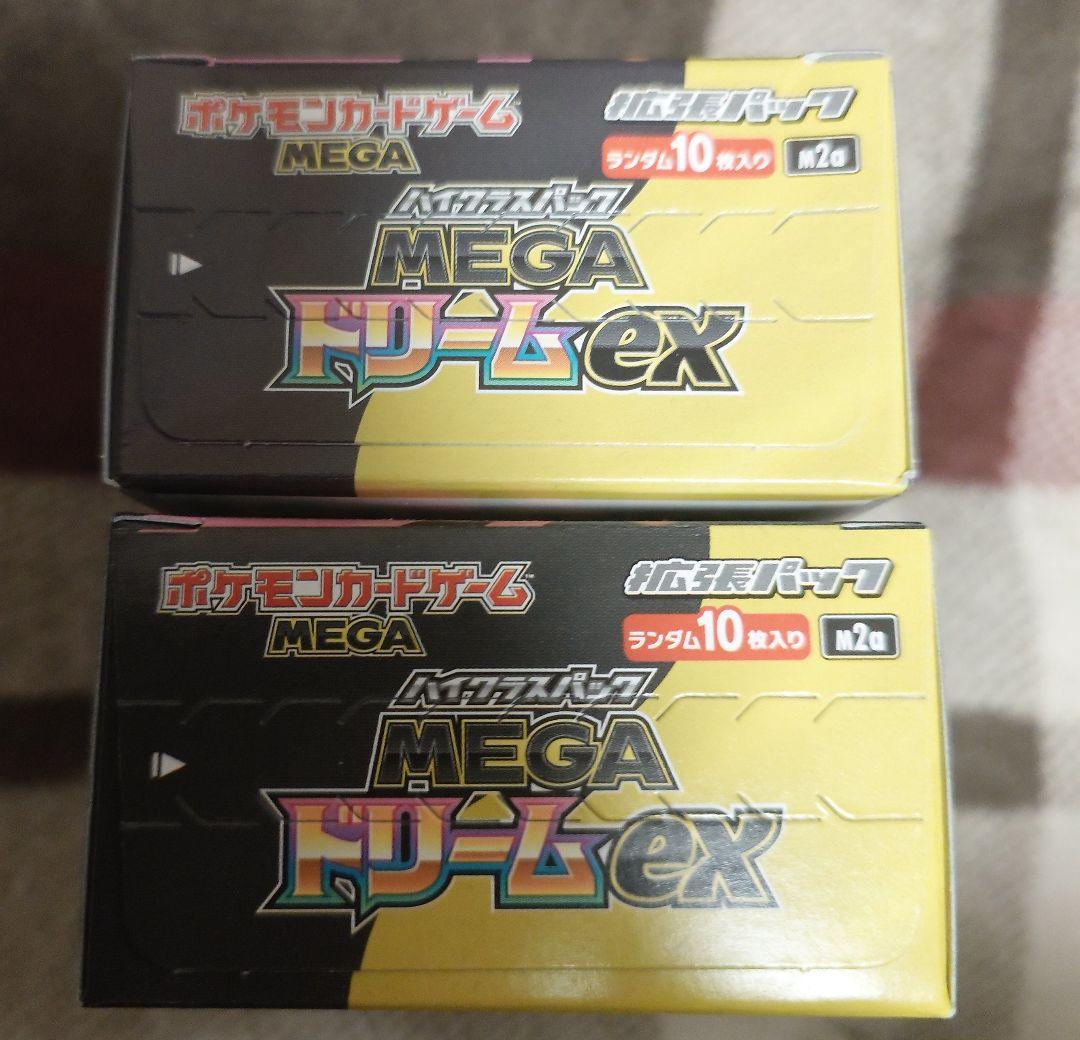 ポケモンカードゲーム™
MEGA
拡張パック
ランダム10枚入り M2a
ハイクラスパック
MEGA
ドリームex
ポケモンカードゲーム™
MEGA
拡張パック
ランダム10枚入り M2a
ハイクラスパック
MEGA
ドリームex